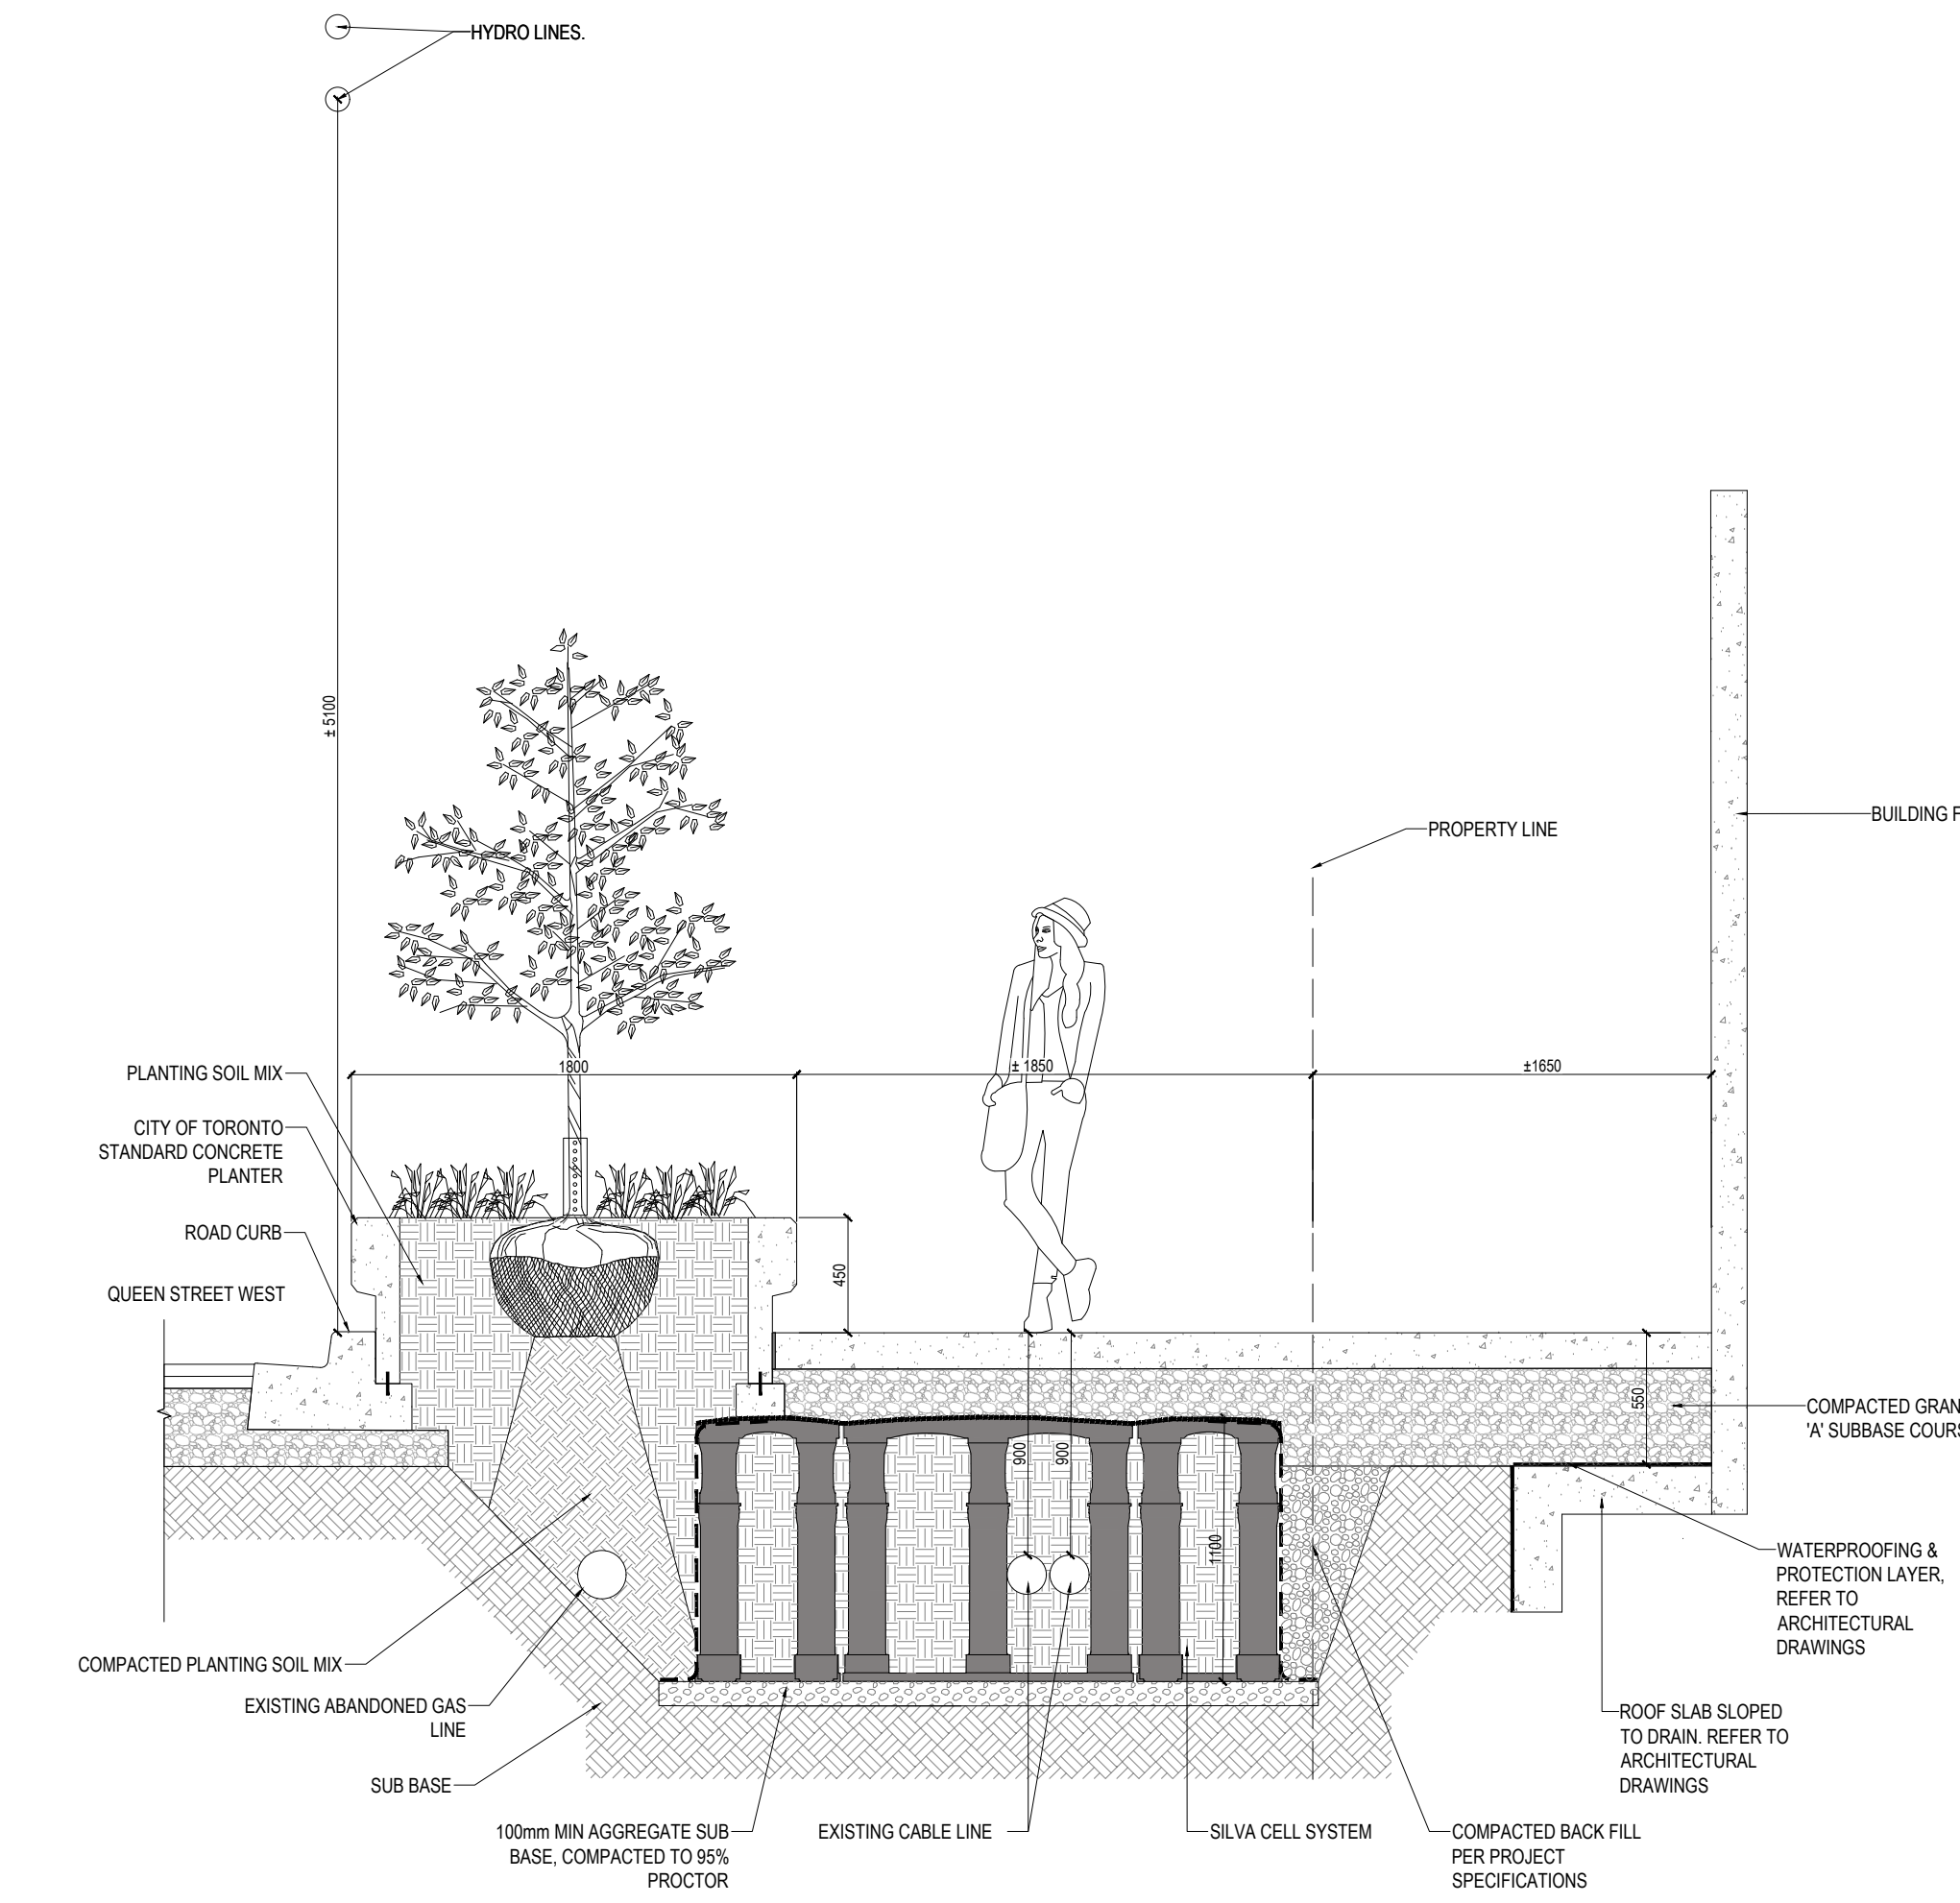 HYDRO LINES.
± 5100
PROPERTY LINE
BUILDING F
1800
± 1850
±1650
PLANTING SOIL MIX
CITY OF TORONTO
STANDARD CONCRETE
PLANTER
ROAD CURB
QUEEN STREET WEST
450
550
900
900
1100
COMPACTED GRAN
'A' SUBBASE COURS
WATERPROOFING &
PROTECTION LAYER,
REFER TO
ARCHITECTURAL
DRAWINGS
COMPACTED PLANTING SOIL MIX
EXISTING ABANDONED GAS
LINE
SUB BASE
ROOF SLAB SLOPED
TO DRAIN. REFER TO
ARCHITECTURAL
DRAWINGS
100mm MIN AGGREGATE SUB
BASE, COMPACTED TO 95%
PROCTOR
EXISTING CABLE LINE
SILVA CELL SYSTEM
COMPACTED BACK FILL
PER PROJECT
SPECIFICATIONS